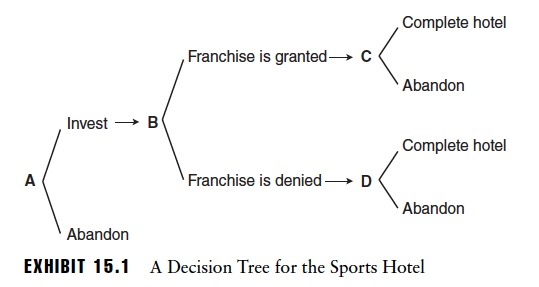 Complete hotel
Franchise is granted → C
Abandon
Invest → B
Complete hotel
A
Franchise is denied → D
Abandon
Abandon
EXHIBIT 15.1 A Decision Tree for the Sports Hotel